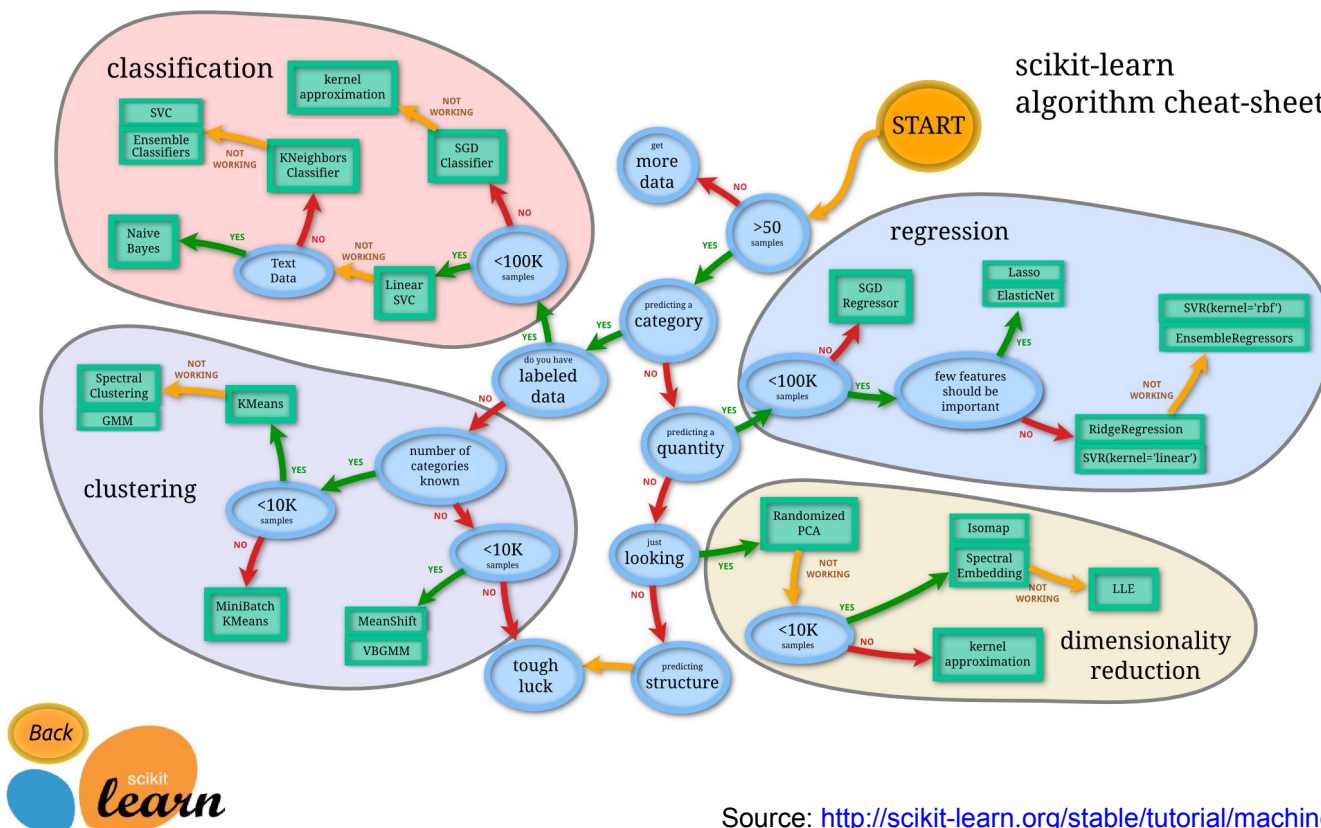 scikit-learn
algorithm cheat-sheet
START
get
more
data
NO
>50
samples
YES
predicting a
category
YES
NO
do you have
labeled
data
YES
NO
predicting a
quantity
YES
NO
just
looking
YES
NO
predicting
structure
tough
luck
classification
kernel
approximation
NOT
WORKING
SGD
Classifier
NO
<100K
samples
YES
Linear
SVC
NOT
WORKING
Text
Data
YES
Naive
Bayes
NO
KNeighbors
Classifier
NOT
WORKING
SVC
Ensemble
Classifiers
regression
<100K
samples
NO
SGD
Regressor
YES
few features
should be
important
YES
Lasso
ElasticNet
NO
RidgeRegression
SVR(kernel='linear')
NOT
WORKING
SVR(kernel='rbf')
EnsembleRegressors
clustering
number of
categories
known
YES
NO
<10K
samples
YES
KMeans
NOT
WORKING
Spectral
Clustering
GMM
NO
MiniBatch
KMeans
<10K
samples
YES
MeanShift
VBGMM
NO
dimensionality
reduction
Randomized
PCA
NOT
WORKING
<10K
samples
YES
Isomap
Spectral
Embedding
NOT
WORKING
LLE
NO
kernel
approximation
Back
scikit
learn
Source: http://scikit-learn.org/stable/tutorial/machine